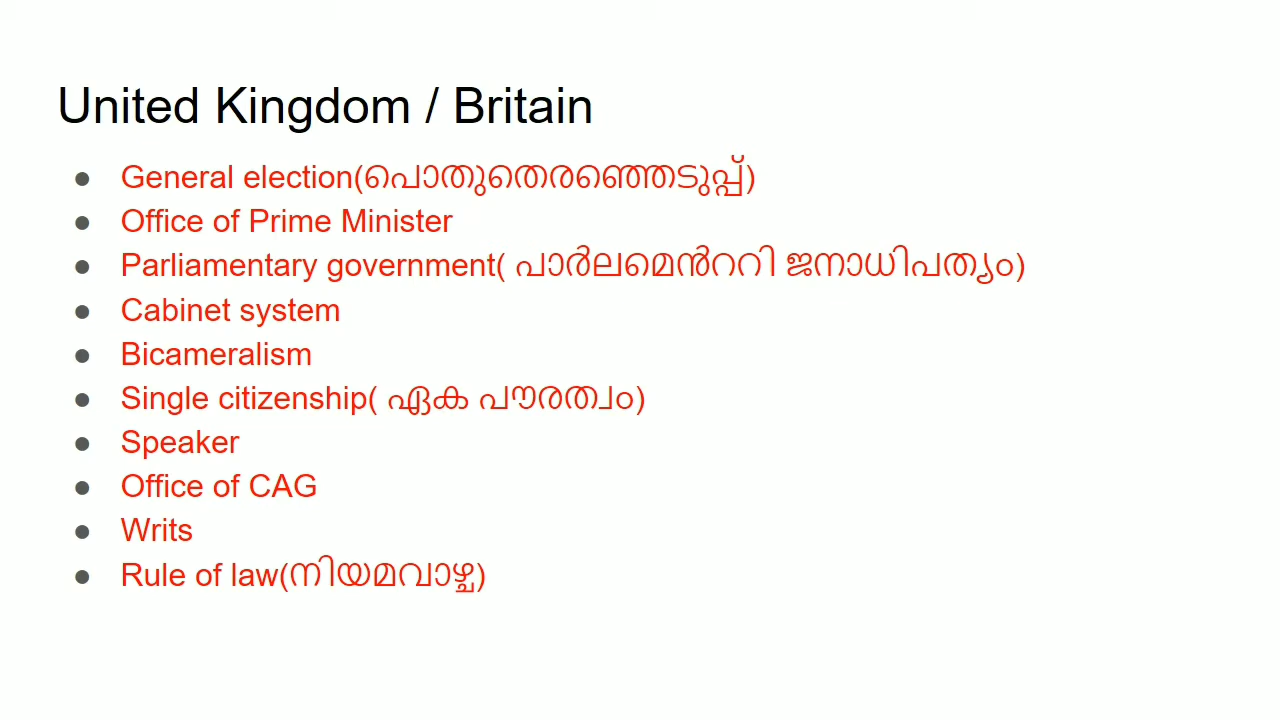 United Kingdom / Britain
● General election(പൊതുതെരഞ്ഞെടുപ്പ്)
● Office of Prime Minister
● Parliamentary government( പാർലമെൻററി ജനാധിപത്യം)
● Cabinet system
● Bicameralism
● Single citizenship( ഏക പൗരത്വം)
● Speaker
● Office of CAG
● Writs
● Rule of law(നിയമവാഴ്ച)